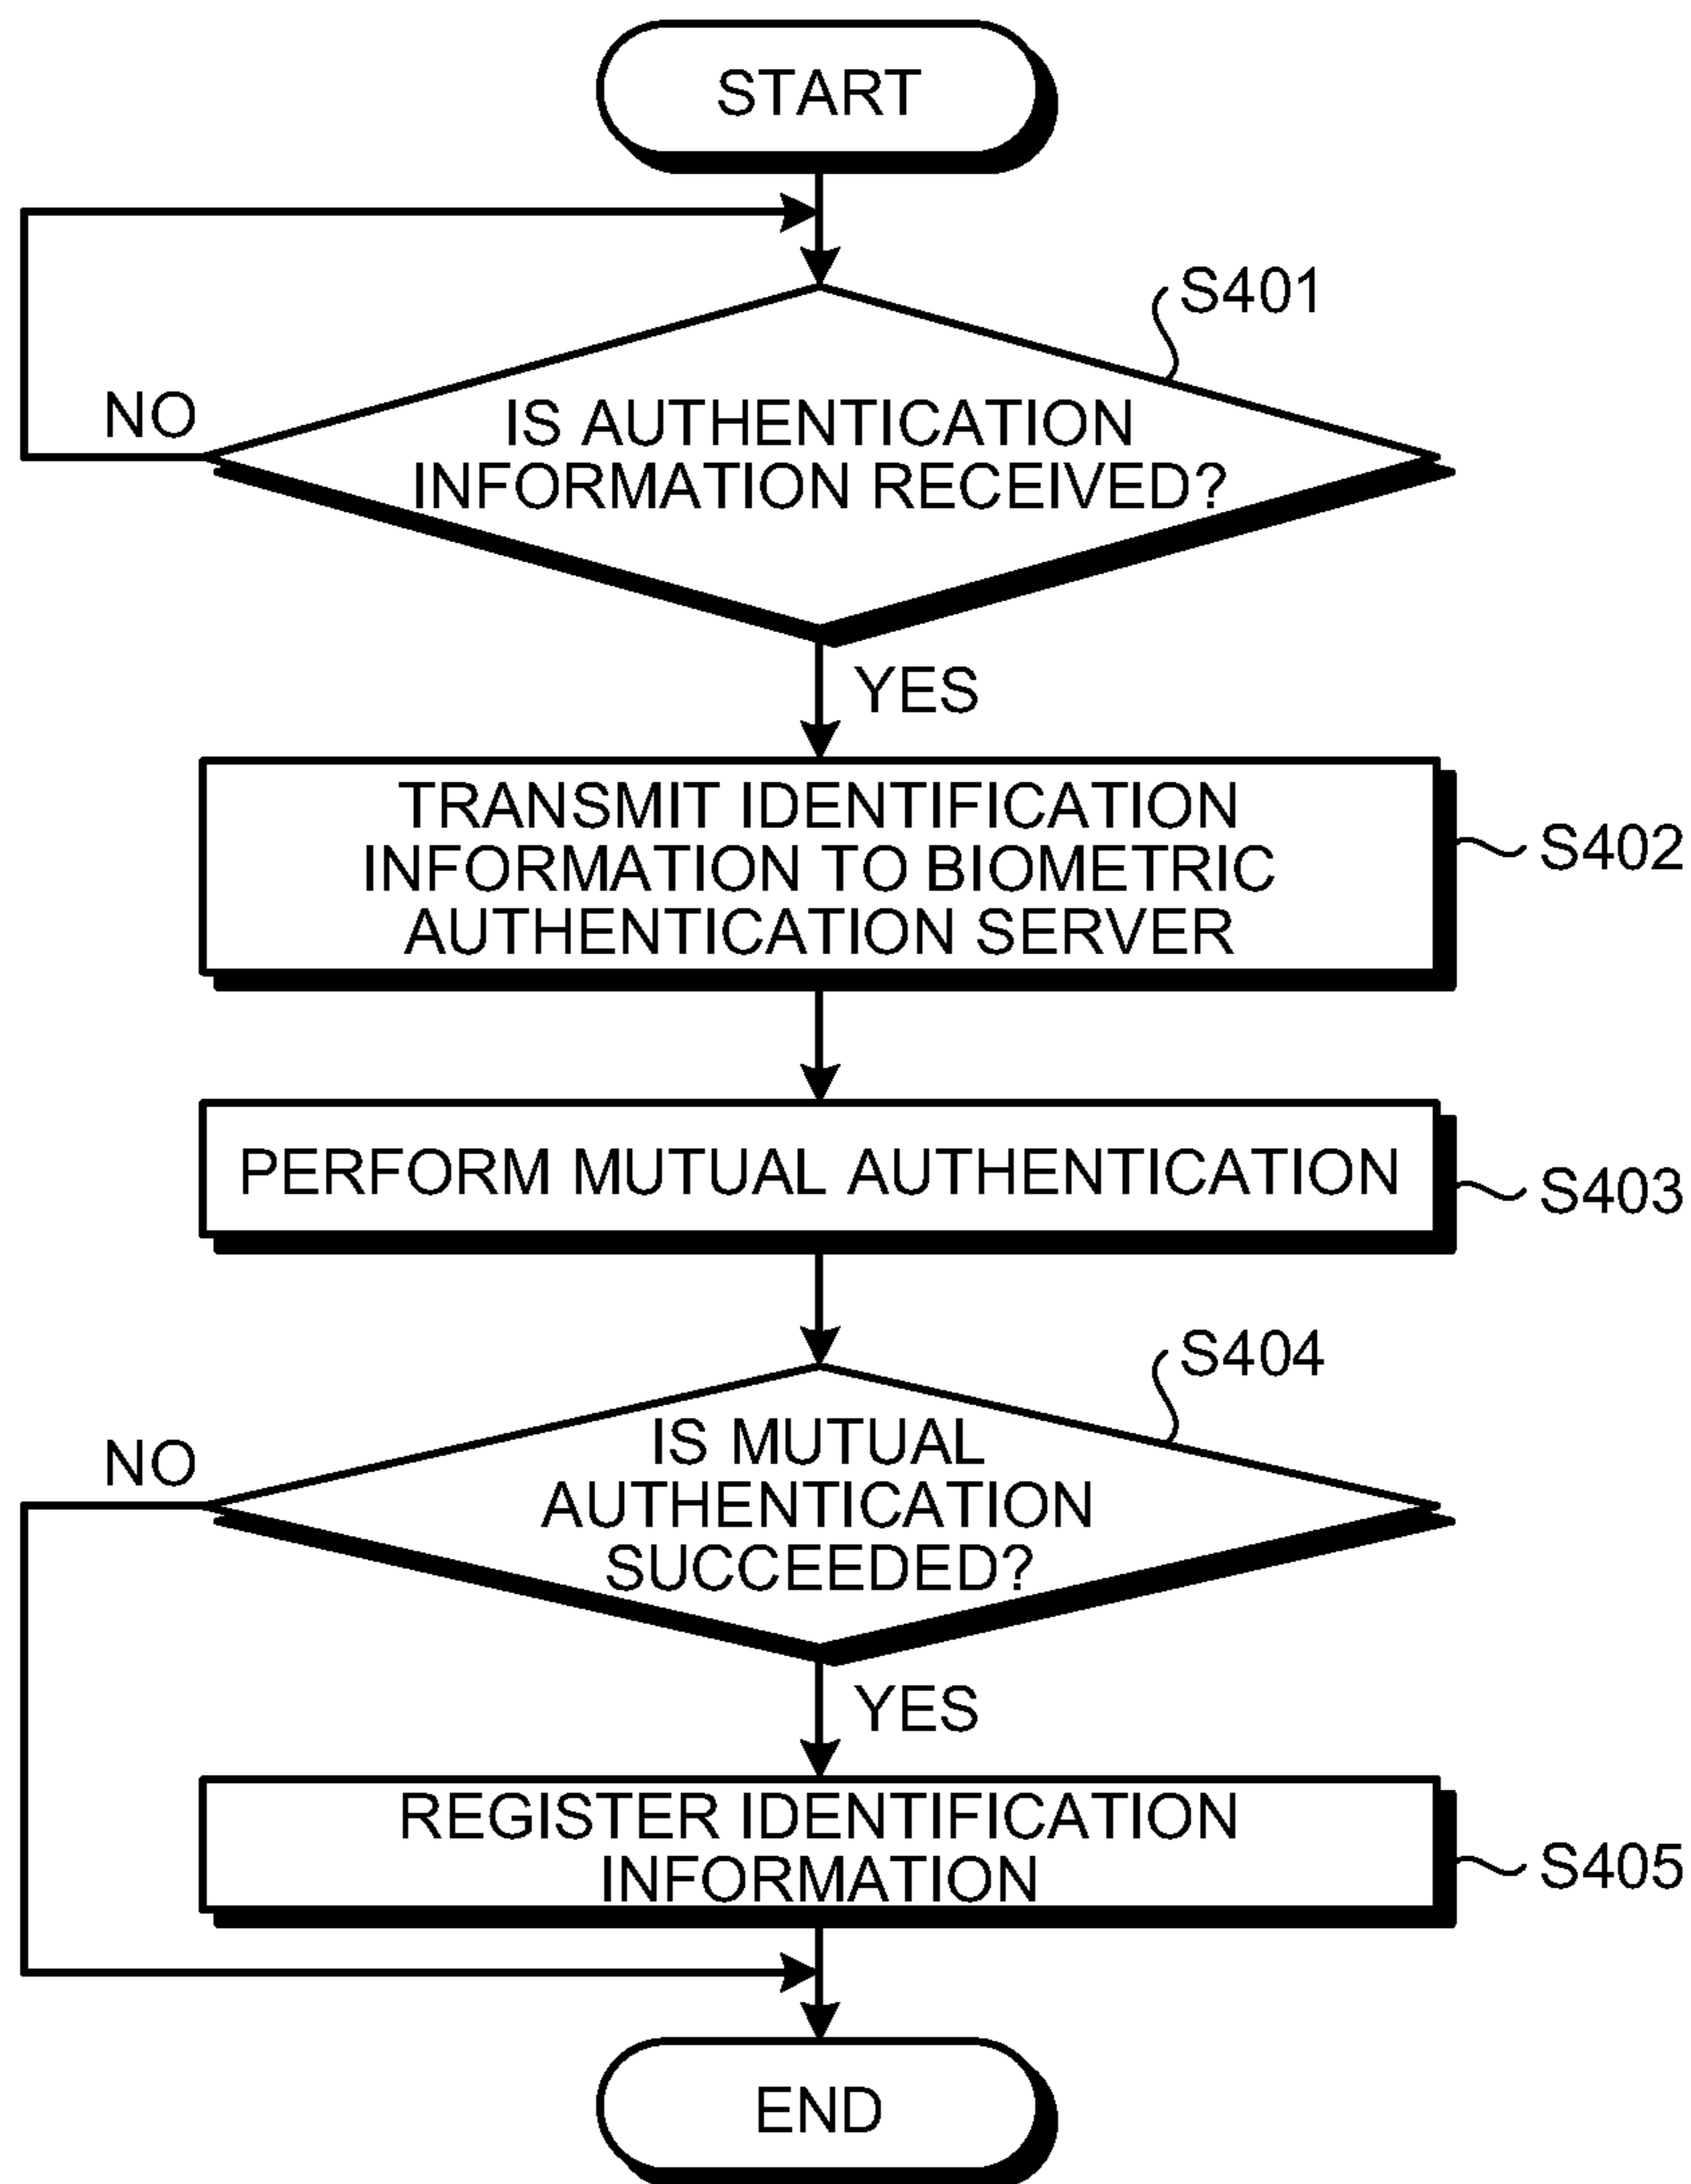 START
S401
NO
IS AUTHENTICATION
INFORMATION RECEIVED?
YES
TRANSMIT IDENTIFICATION
INFORMATION TO BIOMETRIC
AUTHENTICATION SERVER
S402
PERFORM MUTUAL AUTHENTICATION
S403
S404
NO
IS MUTUAL
AUTHENTICATION
SUCCEEDED?
YES
REGISTER IDENTIFICATION
INFORMATION
S405
END